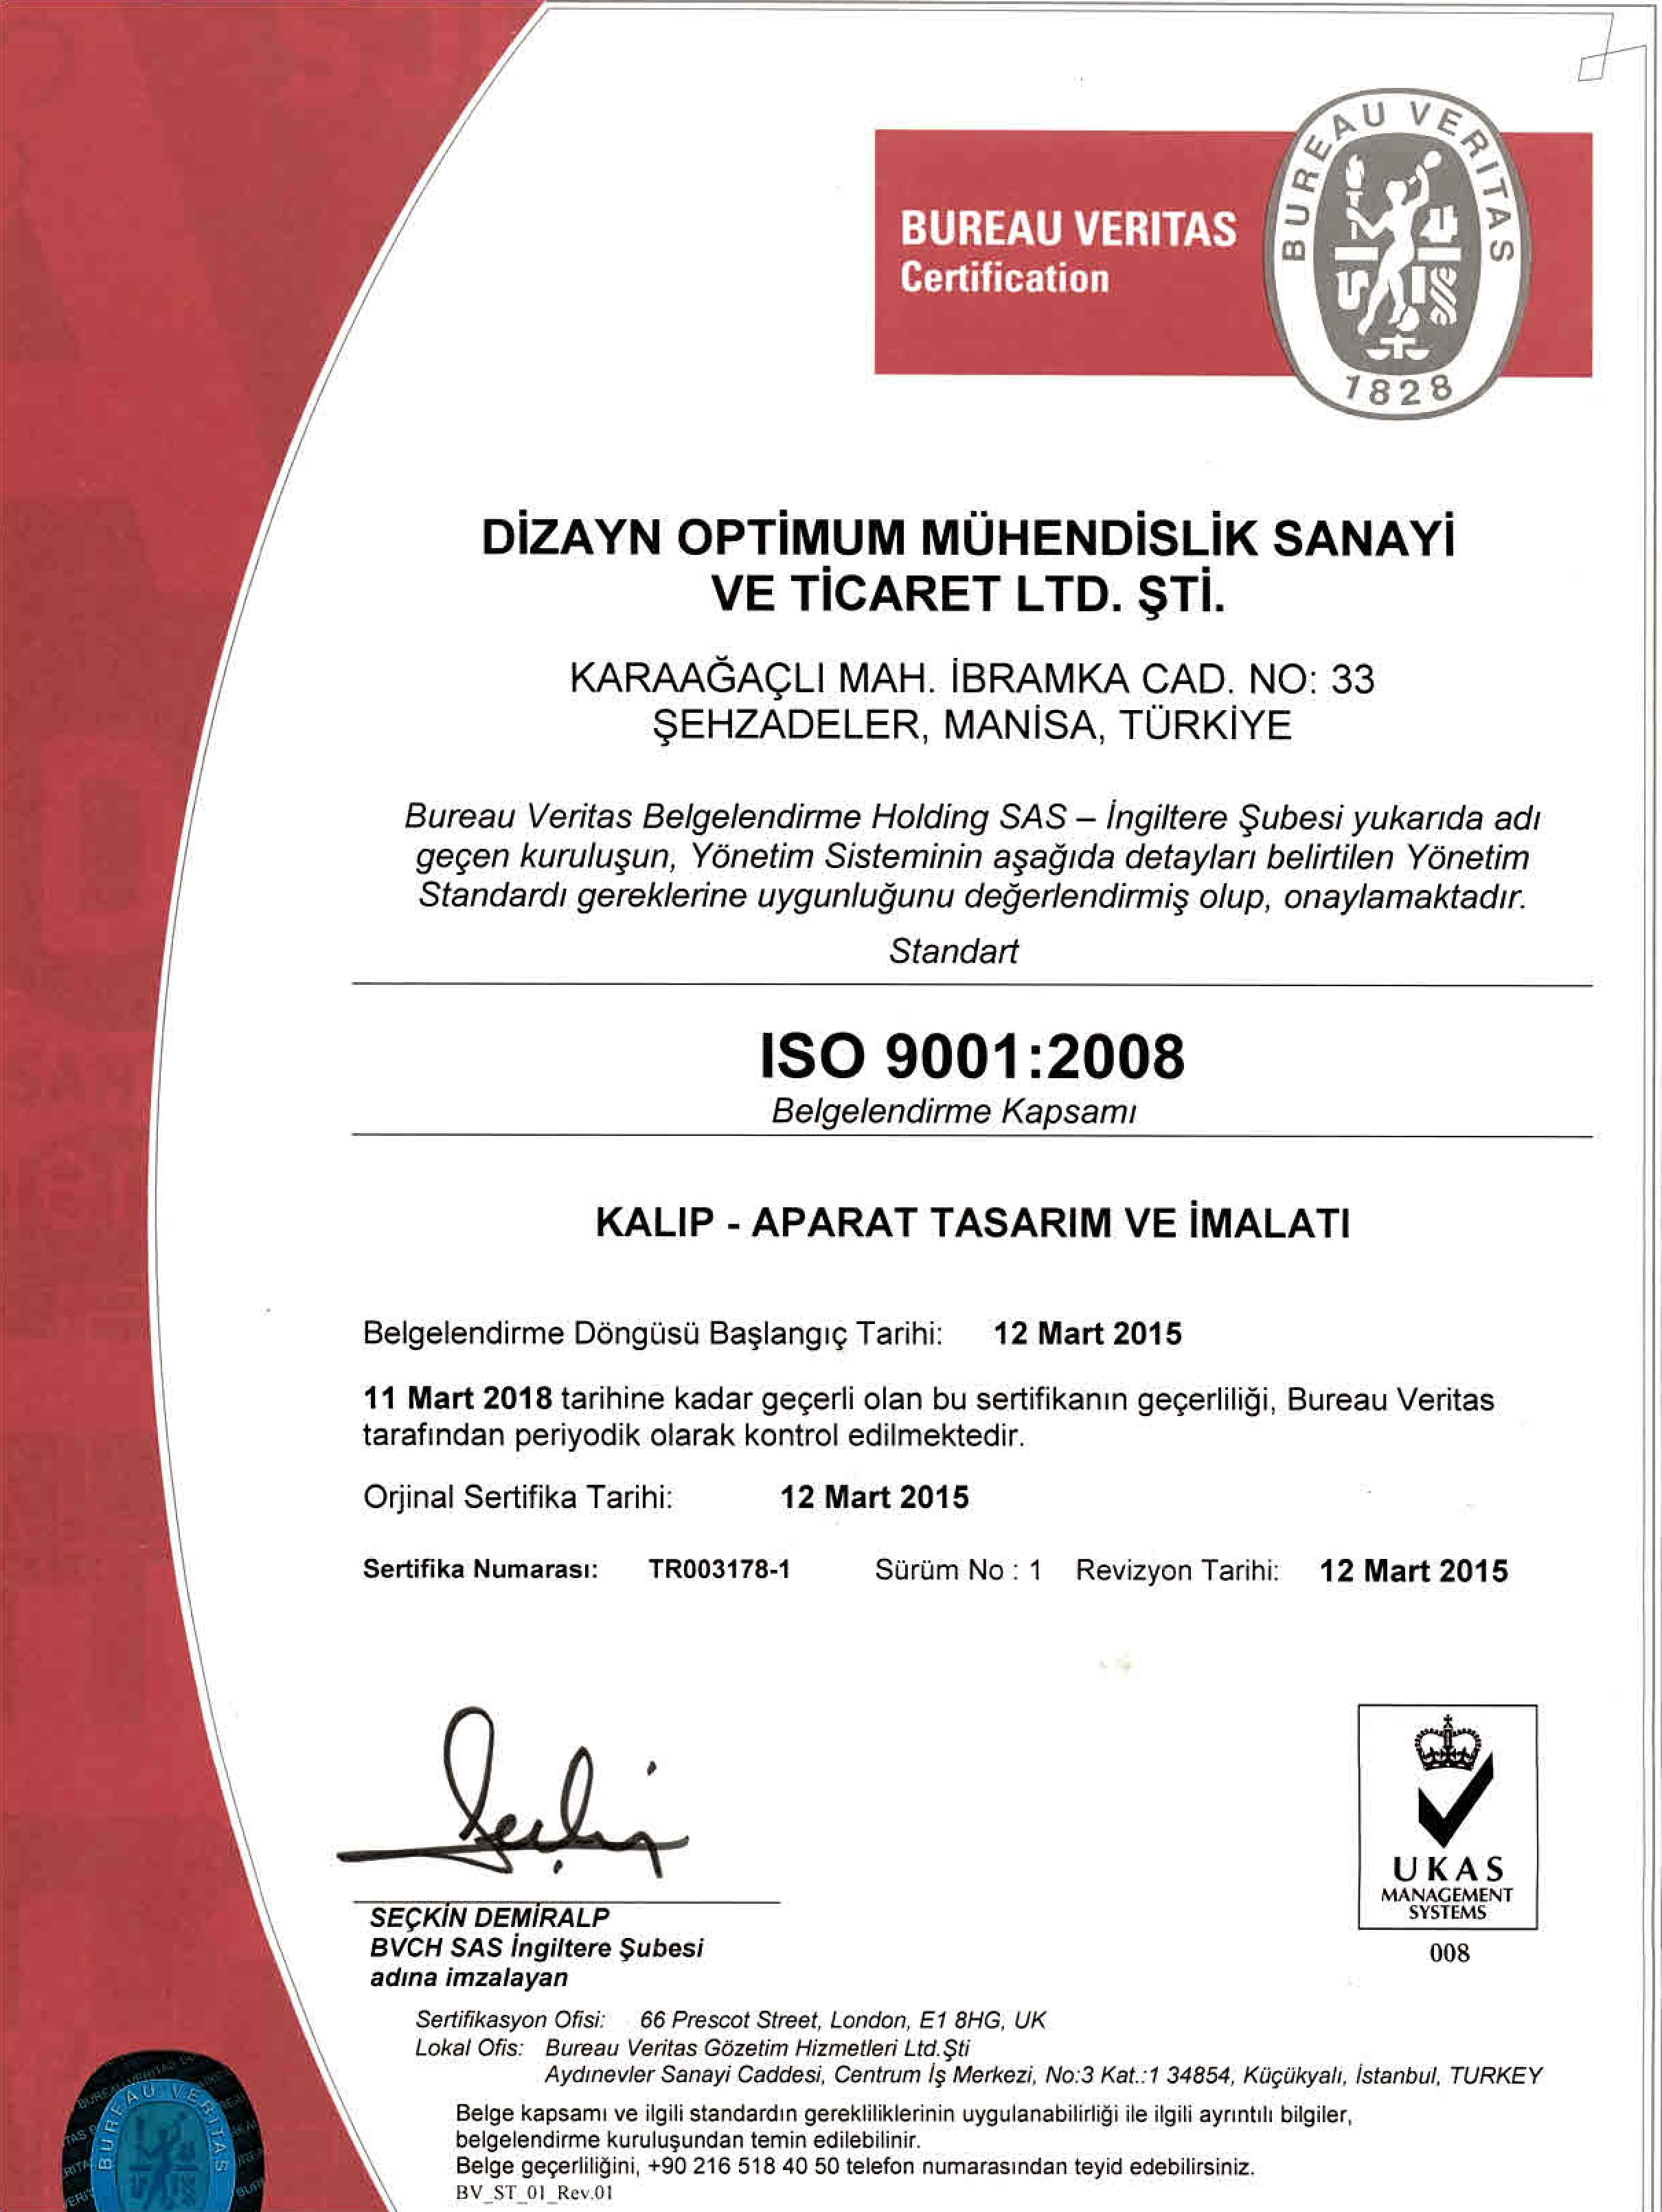 BUREAU VERITAS
Certification
BUREAU VERITAS
1828
DİZAYN OPTİMUM MÜHENDİSLİK SANAYİ
VE TİCARET LTD. ŞTİ.
KARAAĞAÇLI MAH. İBRAMKA CAD. NO: 33
ŞEHZADELER, MANİSA, TÜRKİYE
Bureau Veritas Belgelendirme Holding SAS – İngiltere Şubesi yukarıda adı
geçen kuruluşun, Yönetim Sisteminin aşağıda detayları belirtilen Yönetim
Standardı gereklerine uygunluğunu değerlendirmiş olup, onaylamaktadır.
Standart
ISO 9001:2008
Belgelendirme Kapsamı
KALIP - APARAT TASARIM VE İMALATI
Belgelendirme Döngüsü Başlangıç Tarihi: 12 Mart 2015
11 Mart 2018 tarihine kadar geçerli olan bu sertifikanın geçerliliği, Bureau Veritas
tarafından periyodik olarak kontrol edilmektedir.
Orjinal Sertifika Tarihi: 12 Mart 2015
Sertifika Numarası: TR003178-1 Sürüm No : 1 Revizyon Tarihi: 12 Mart 2015
UKAS
MANAGEMENT
SYSTEMS
008
SEÇKİN DEMİRALP
BVCH SAS İngiltere Şubesi
adına imzalayan
Sertifikasyon Ofisi: 66 Prescot Street, London, E1 8HG, UK
Lokal Ofis: Bureau Veritas Gözetim Hizmetleri Ltd.Şti
Aydınevler Sanayi Caddesi, Centrum İş Merkezi, No:3 Kat.:1 34854, Küçükyalı, İstanbul, TURKEY
Belge kapsamı ve ilgili standardın gerekliliklerinin uygulanabilirliği ile ilgili ayrıntılı bilgiler,
belgelendirme kuruluşundan temin edilebilinir.
Belge geçerliliğini, +90 216 518 40 50 telefon numarasından teyid edebilirsiniz.
BV_ST_01_Rev.01
BUREAU VERITAS